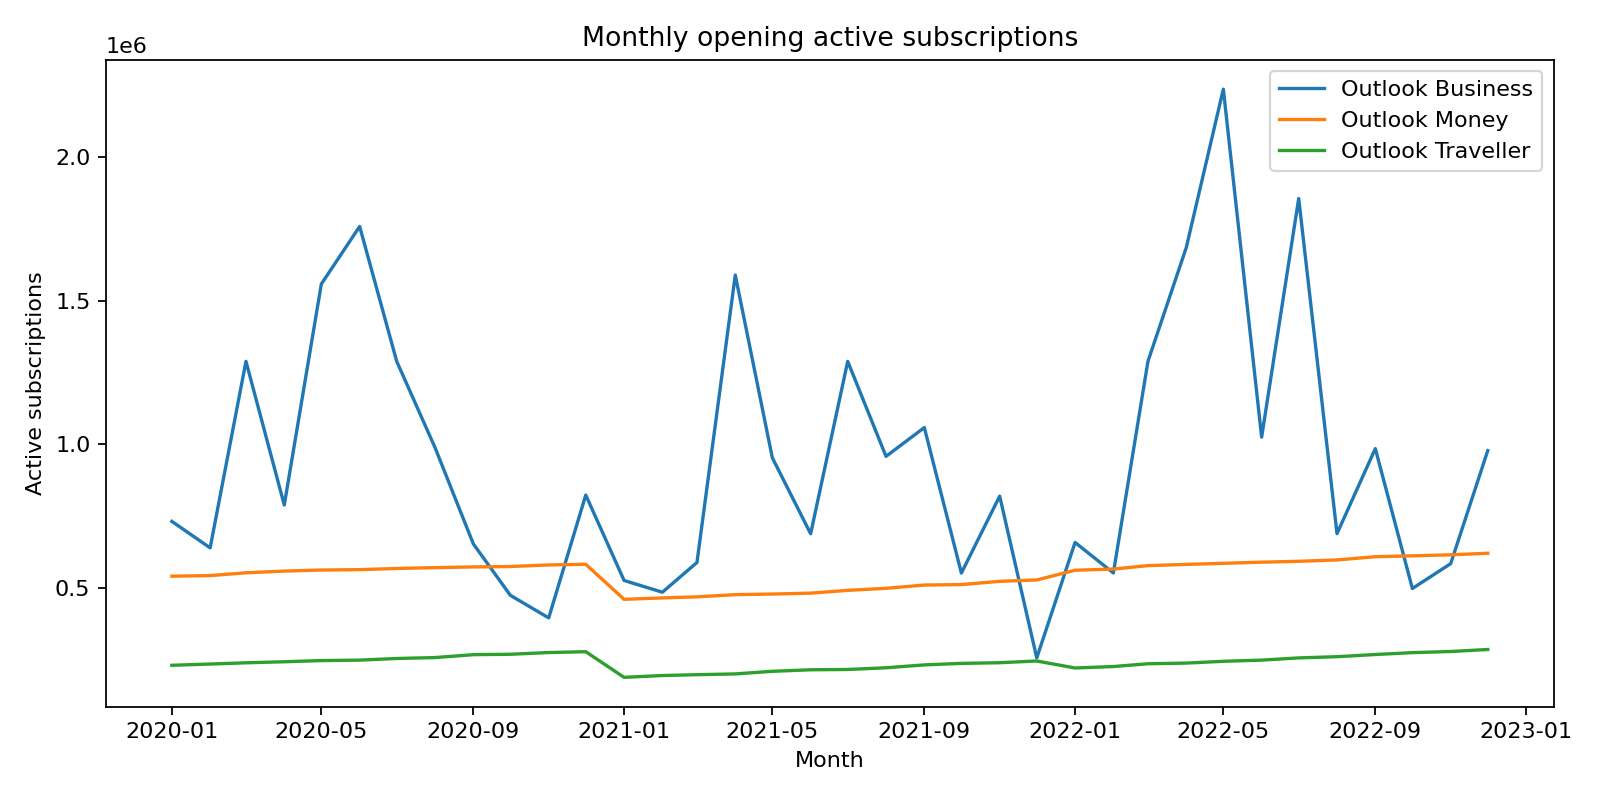 Monthly opening active subscriptions
1e6
Outlook Business
Outlook Money
Outlook Traveller
2.0
1.5
1.0
0.5
Active subscriptions
2020-01 2020-05 2020-09 2021-01 2021-05 2021-09 2022-01 2022-05 2022-09 2023-01
Month